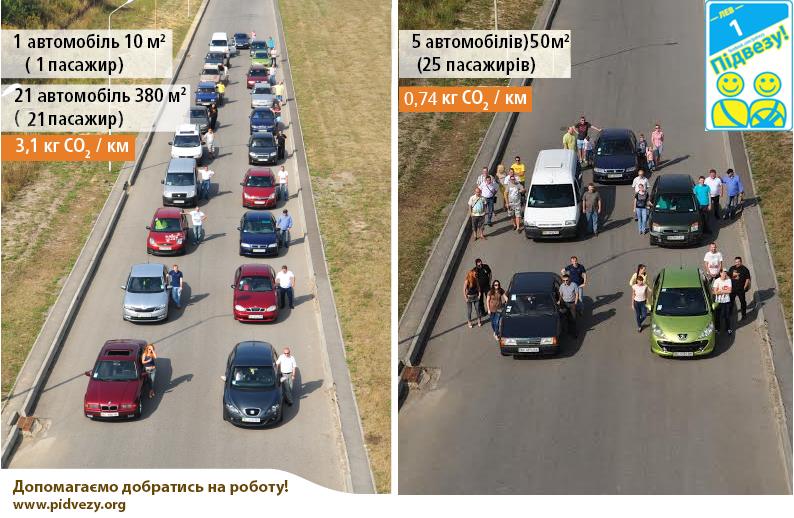 1 автомобіль 10 м²
( 1 пасажир)
21 автомобіль 380 м²
( 21 пасажир)
3,1 кг CO₂ / км
5 автомобілів)50м²
(25 пасажирів)
0,74 кг CO₂ / км
ЛЕВ
1
Підвезу!
Допомагаємо добратись на роботу!
www.pidvezy.org